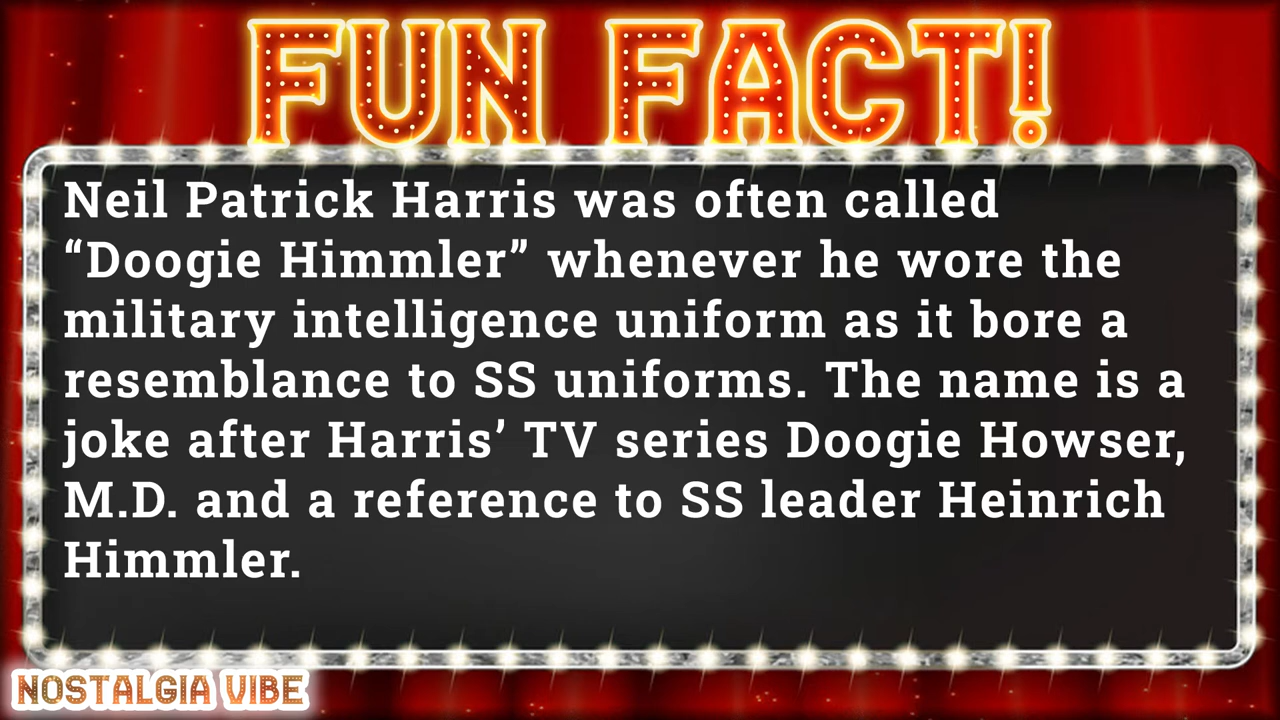 FUN FACT!
Neil Patrick Harris was often called
“Doogie Himmler” whenever he wore the
military intelligence uniform as it bore a
resemblance to SS uniforms. The name is a
joke after Harris’ TV series Doogie Howser,
M.D. and a reference to SS leader Heinrich
Himmler.
NOSTALGIA VIBE